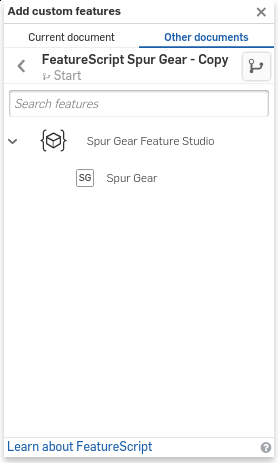 Add custom features
Current document
Other documents
FeatureScript Spur Gear - Copy
Start
Search features
Spur Gear Feature Studio
SG
Spur Gear
Learn about FeatureScript
?